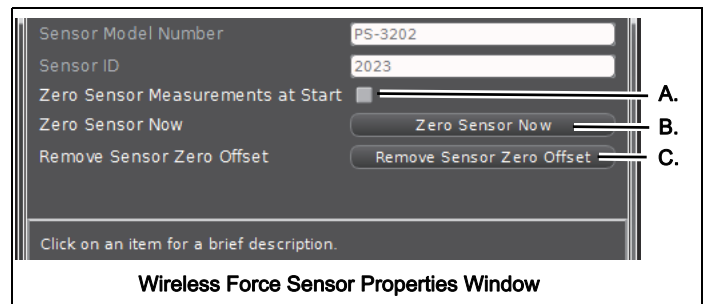 Sensor Model Number PS-3202
Sensor ID 2023
Zero Sensor Measurements at Start A.
Zero Sensor Now Zero Sensor Now B.
Remove Sensor Zero Offset Remove Sensor Zero Offset C.
Click on an item for a brief description.
Wireless Force Sensor Properties Window